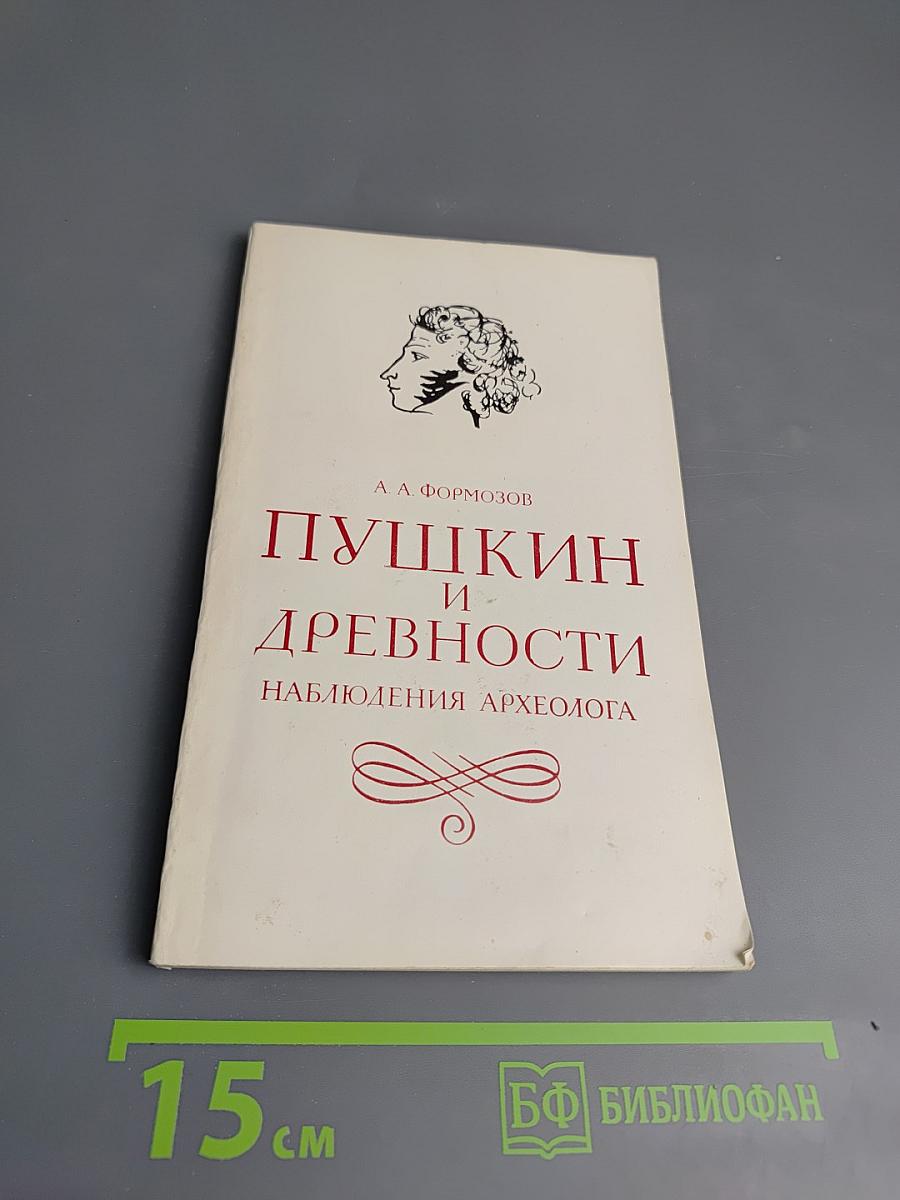 А. А. ФОРМОЗОВ
ПУШКИН
И
ДРЕВНОСТИ
НАБЛЮДЕНИЯ АРХЕОЛОГА
15 СМ
БФ БИБЛИОФАН